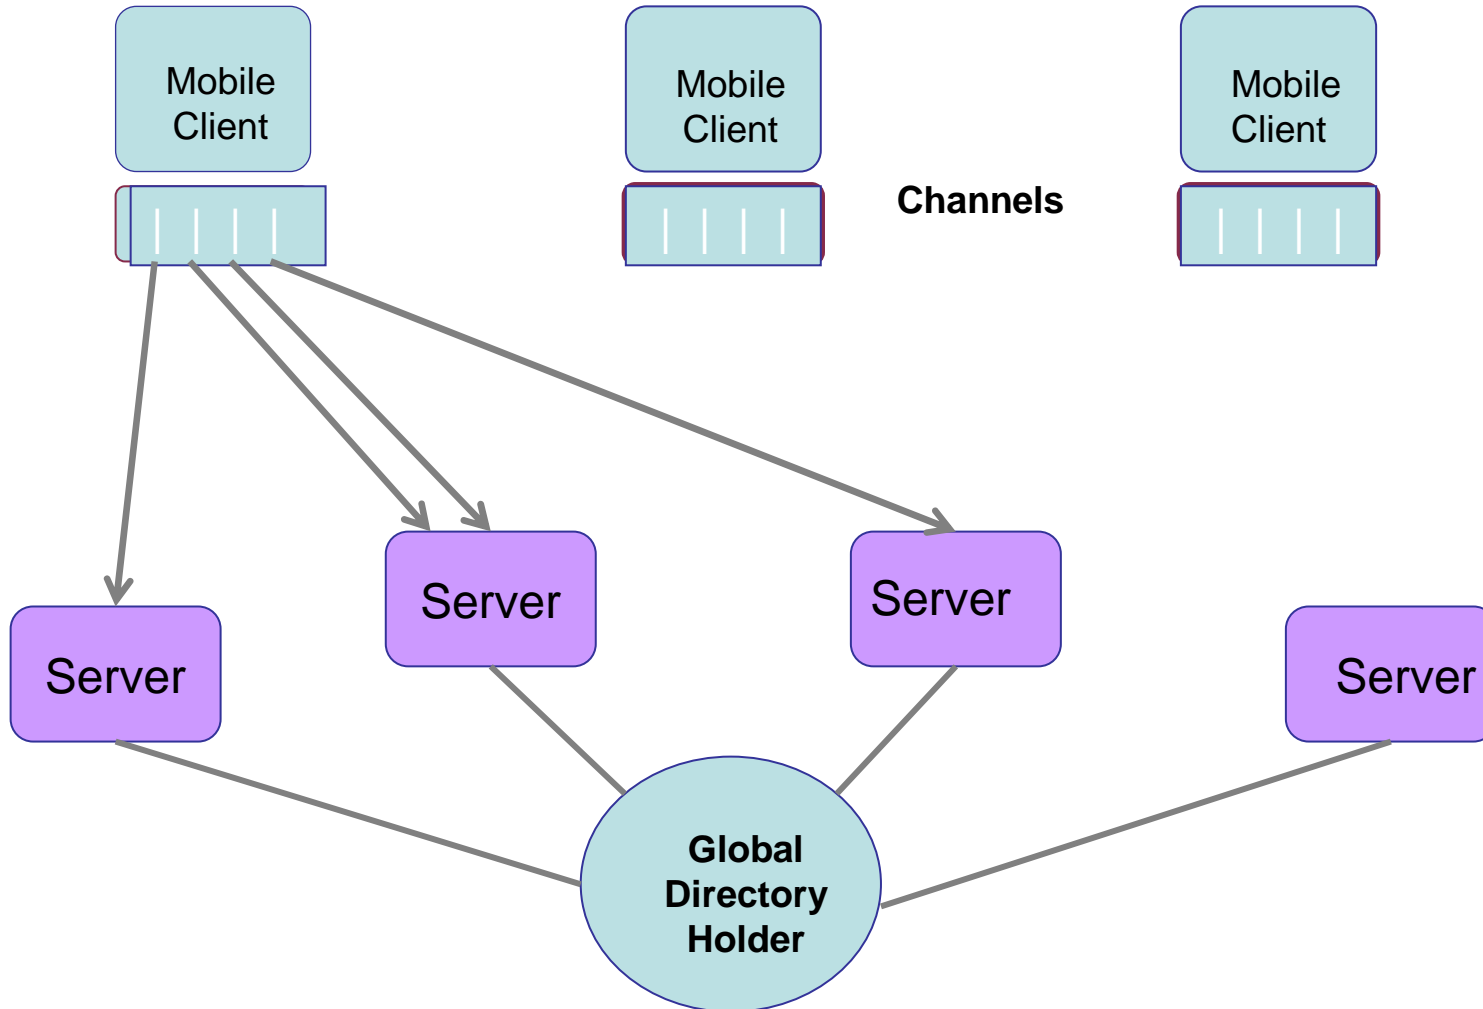 Mobile
Client
Mobile
Client
Mobile
Client
Channels
Server
Server
Server
Server
Global
Directory
Holder